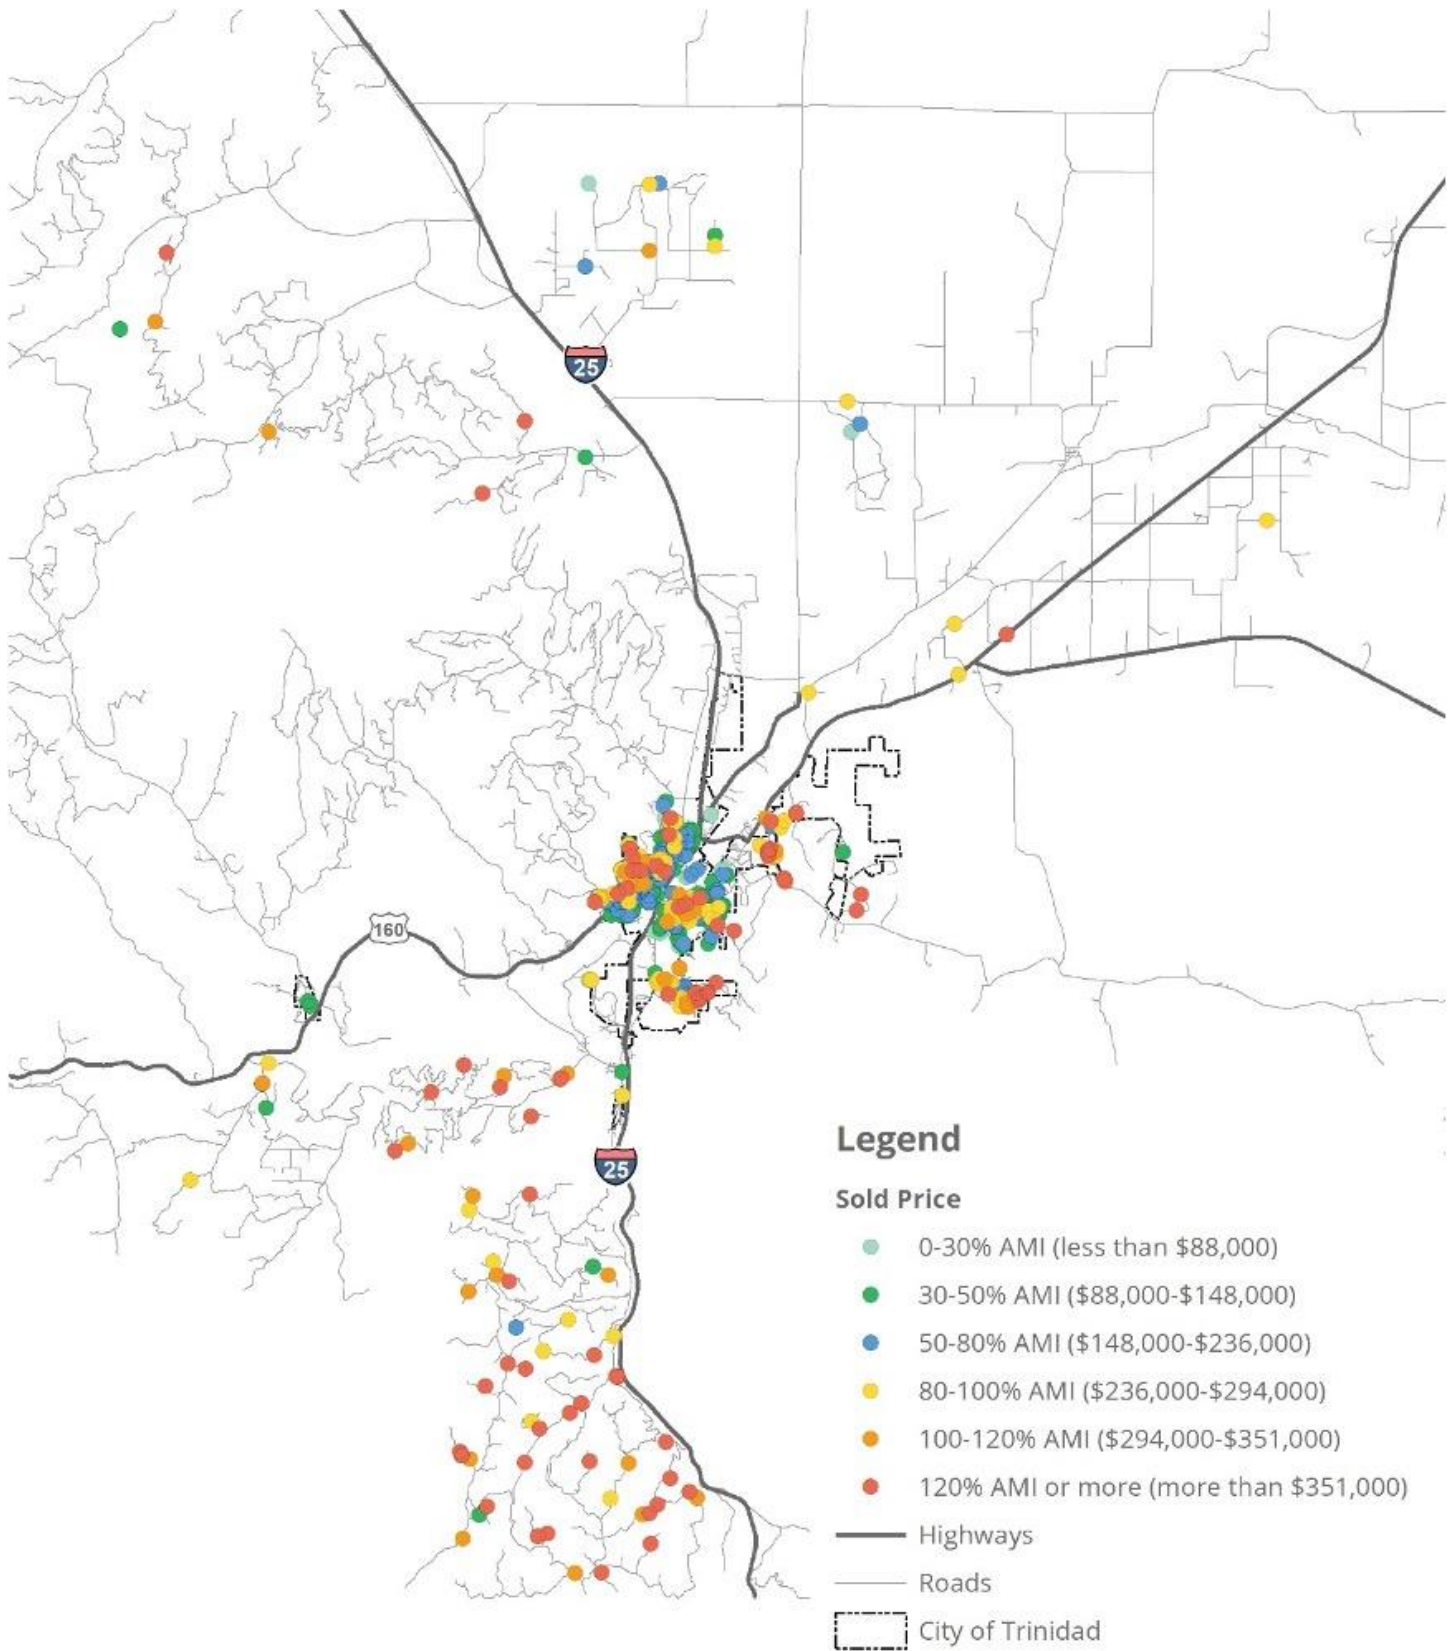 25
160
25
Legend
Sold Price
0-30% AMI (less than $88,000)
30-50% AMI ($88,000-$148,000)
50-80% AMI ($148,000-$236,000)
80-100% AMI ($236,000-$294,000)
100-120% AMI ($294,000-$351,000)
120% AMI or more (more than $351,000)
Highways
Roads
City of Trinidad